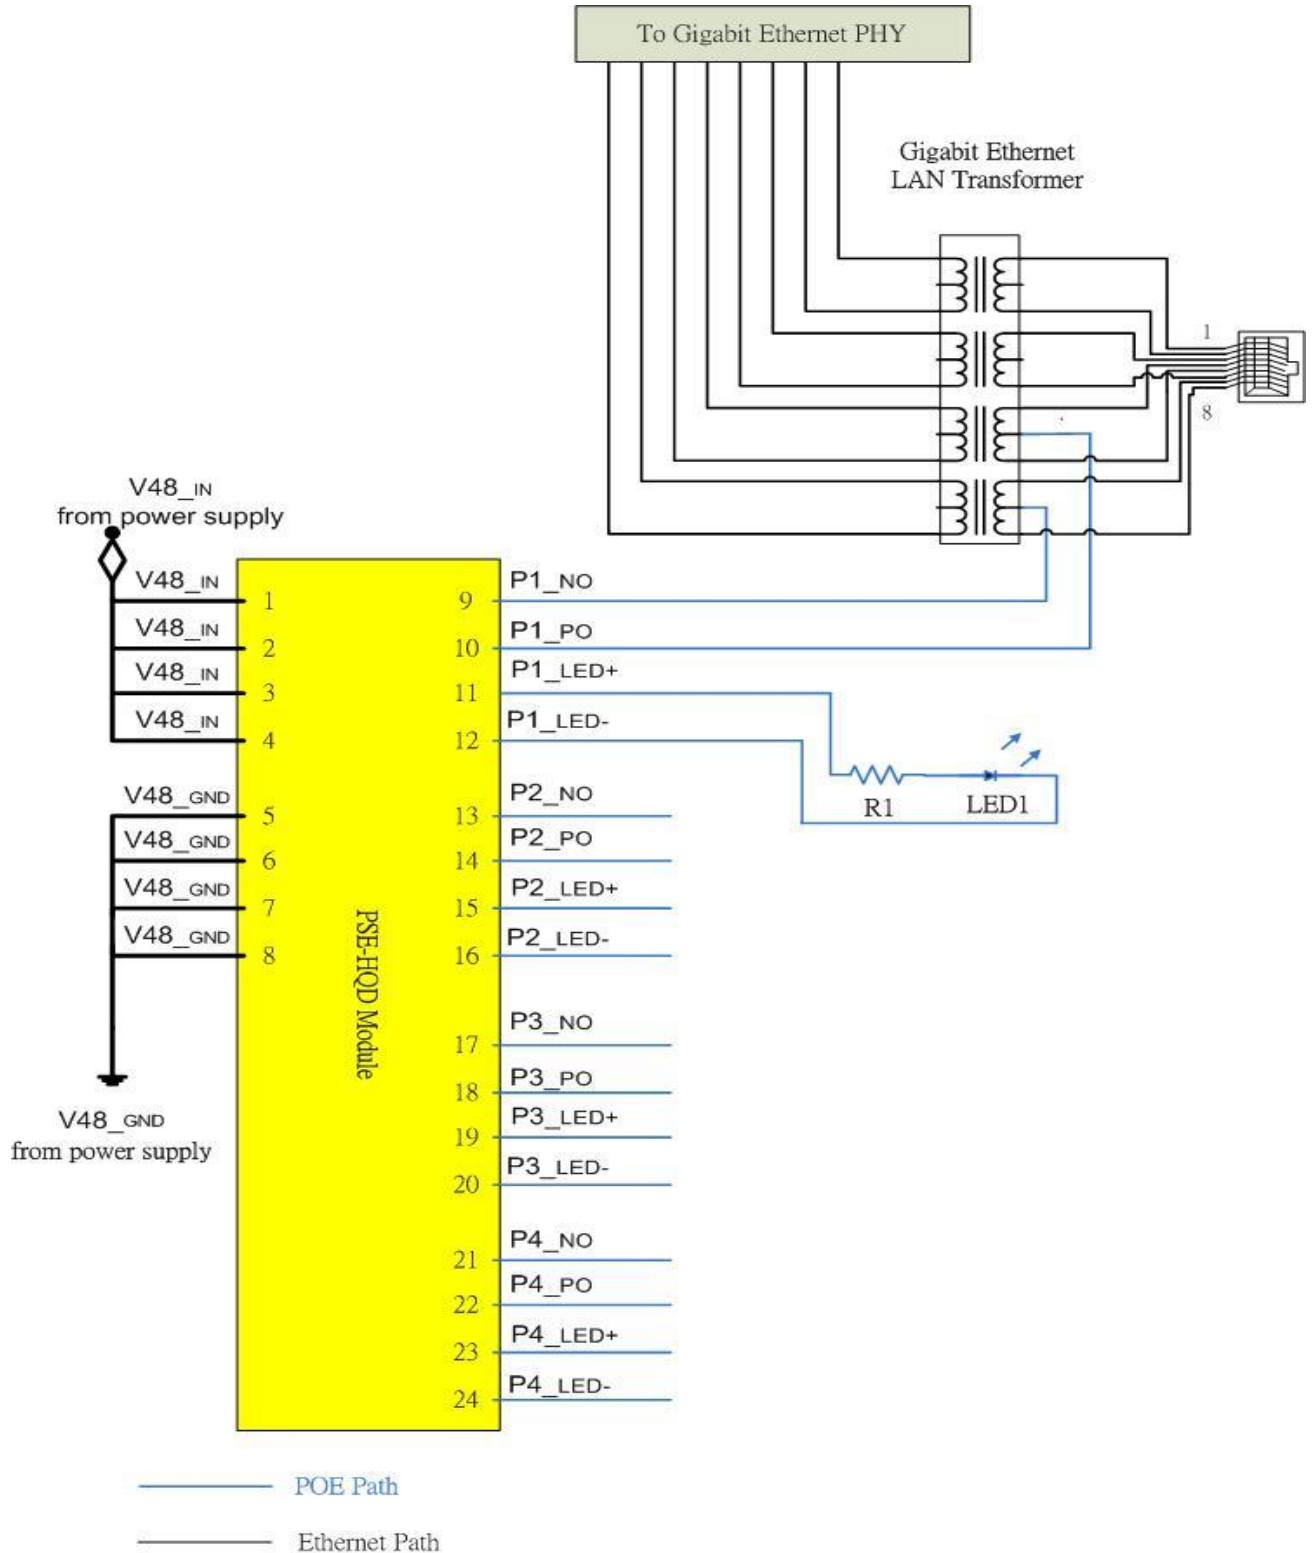 To Gigabit Ethernet PHY
Gigabit Ethernet
LAN Transformer
1
8
V48_IN
from power supply
V48_IN
1
V48_IN
2
V48_IN
3
V48_IN
4
V48_GND
5
V48_GND
6
V48_GND
7
V48_GND
8
V48_GND
from power supply
PSE-HQD Module
9
P1_NO
10
P1_PO
11
P1_LED+
12
P1_LED-
R1
LED1
13
P2_NO
14
P2_PO
15
P2_LED+
16
P2_LED-
17
P3_NO
18
P3_PO
19
P3_LED+
20
P3_LED-
21
P4_NO
22
P4_PO
23
P4_LED+
24
P4_LED-
POE Path
Ethernet Path